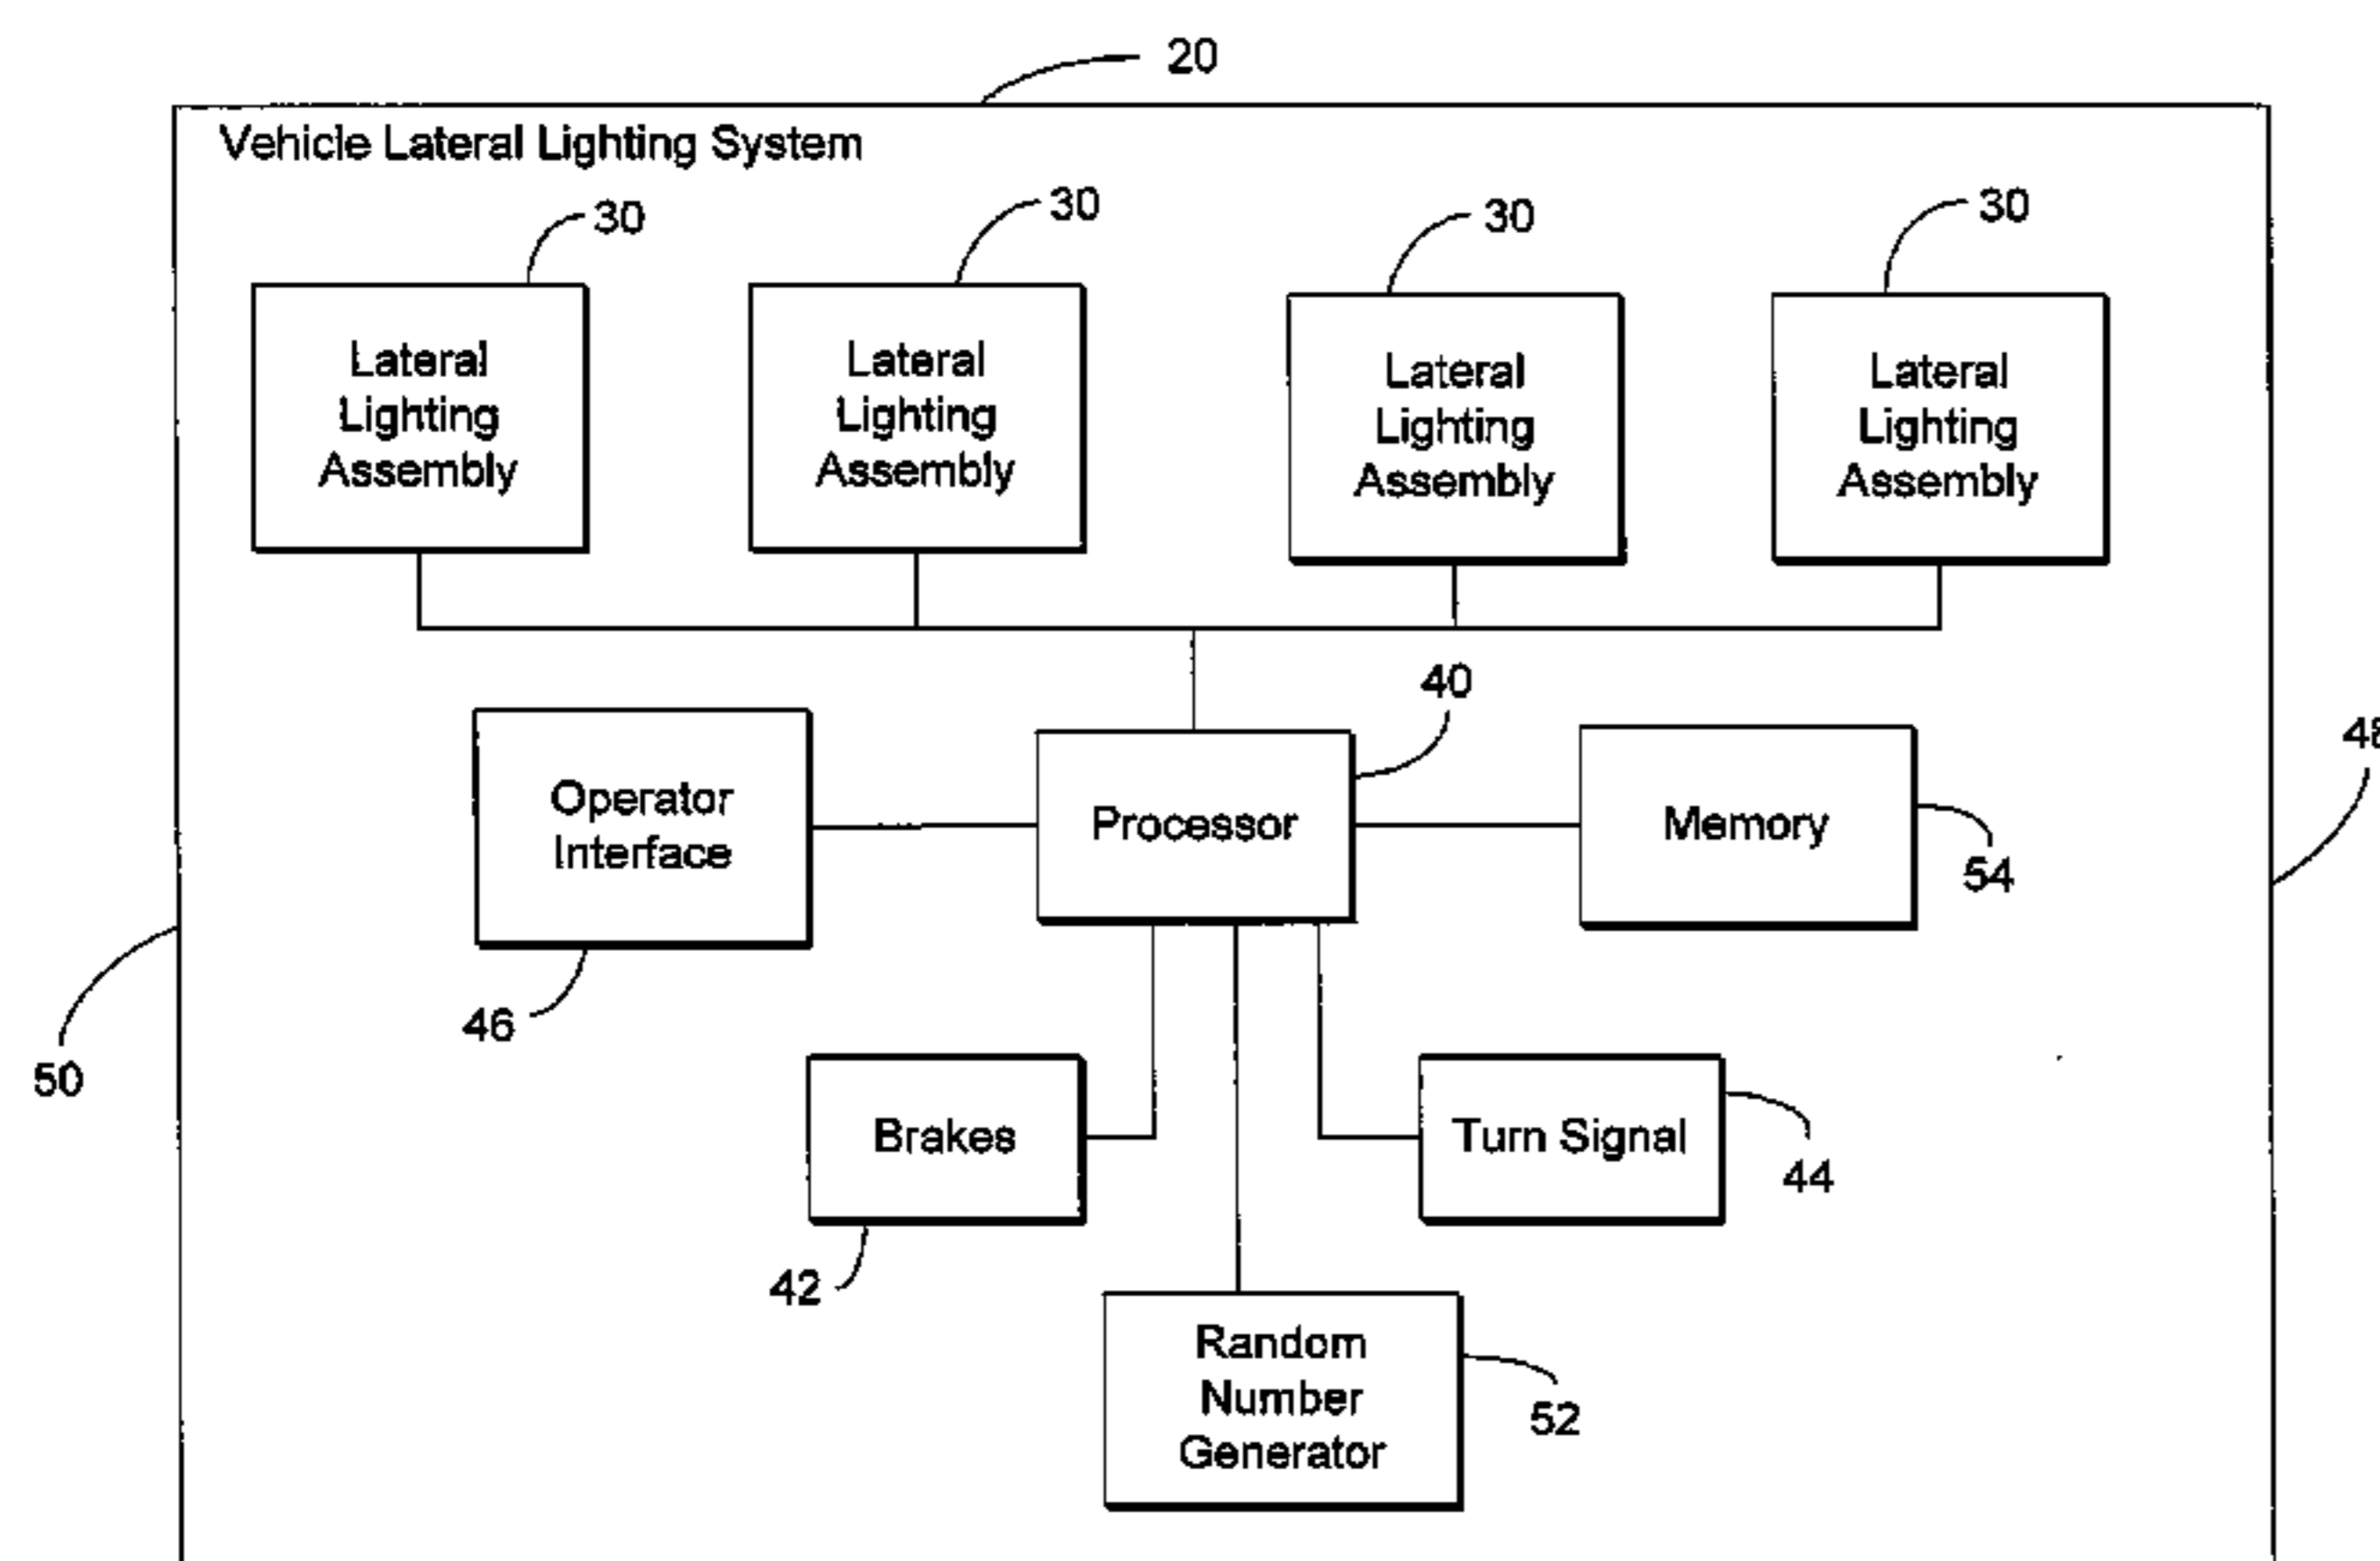 20
Vehicle Lateral Lighting System
30
30
30
30
Lateral
Lighting
Assembly
Lateral
Lighting
Assembly
Lateral
Lighting
Assembly
Lateral
Lighting
Assembly
40
48
Operator
Interface
Processor
Memory
54
46
50
Brakes
Turn Signal
44
42
Random
Number
Generator
52